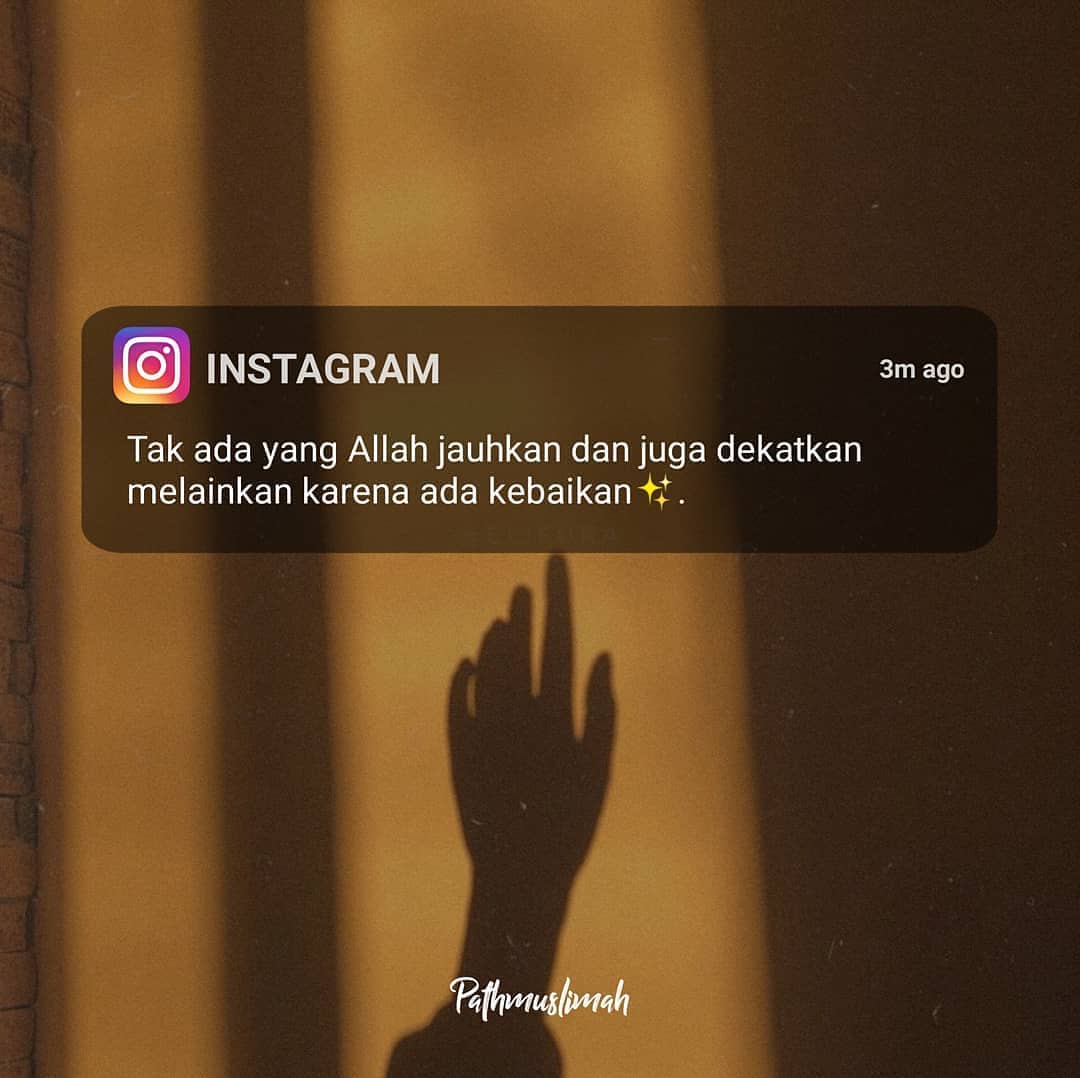 INSTAGRAM
3m ago
Tak ada yang Allah jauhkan dan juga dekatkan
melainkan karena ada kebaikan✨.
Pathmuslimah